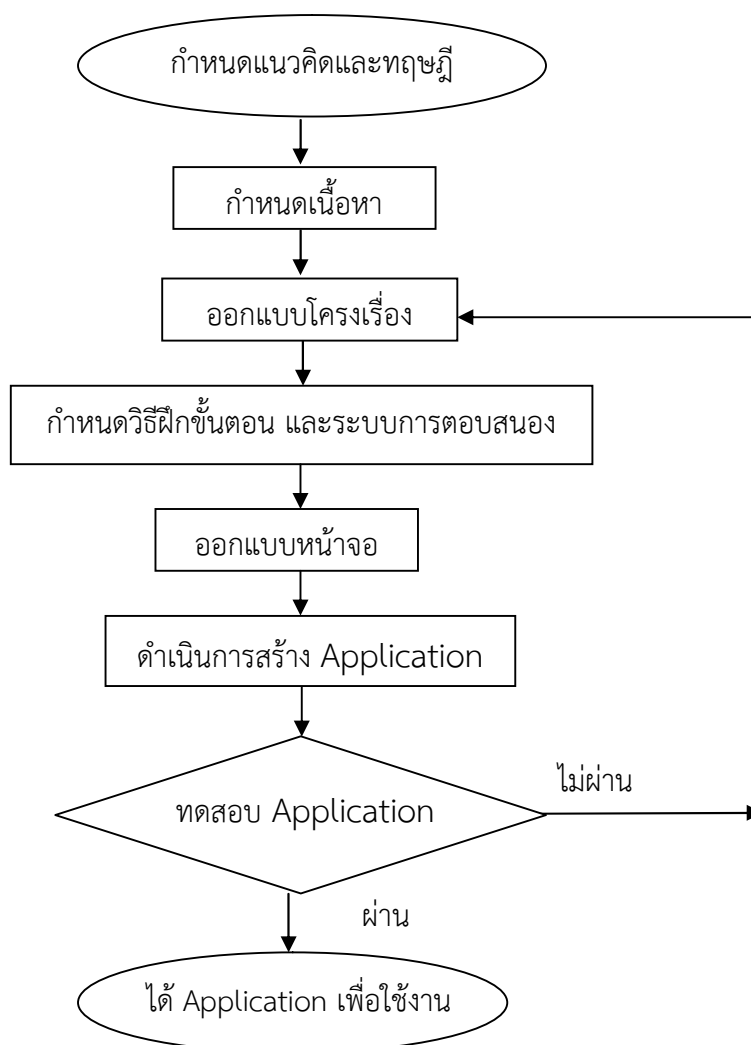 กำหนดแนวคิดและทฤษฎี
กำหนดเนื้อหา
ออกแบบโครงเรื่อง
กำหนดวิธีฝึกขั้นตอน และระบบการตอบสนอง
ออกแบบหน้าจอ
ดำเนินการสร้าง Application
ทดสอบ Application
ไม่ผ่าน
ผ่าน
ได้ Application เพื่อใช้งาน